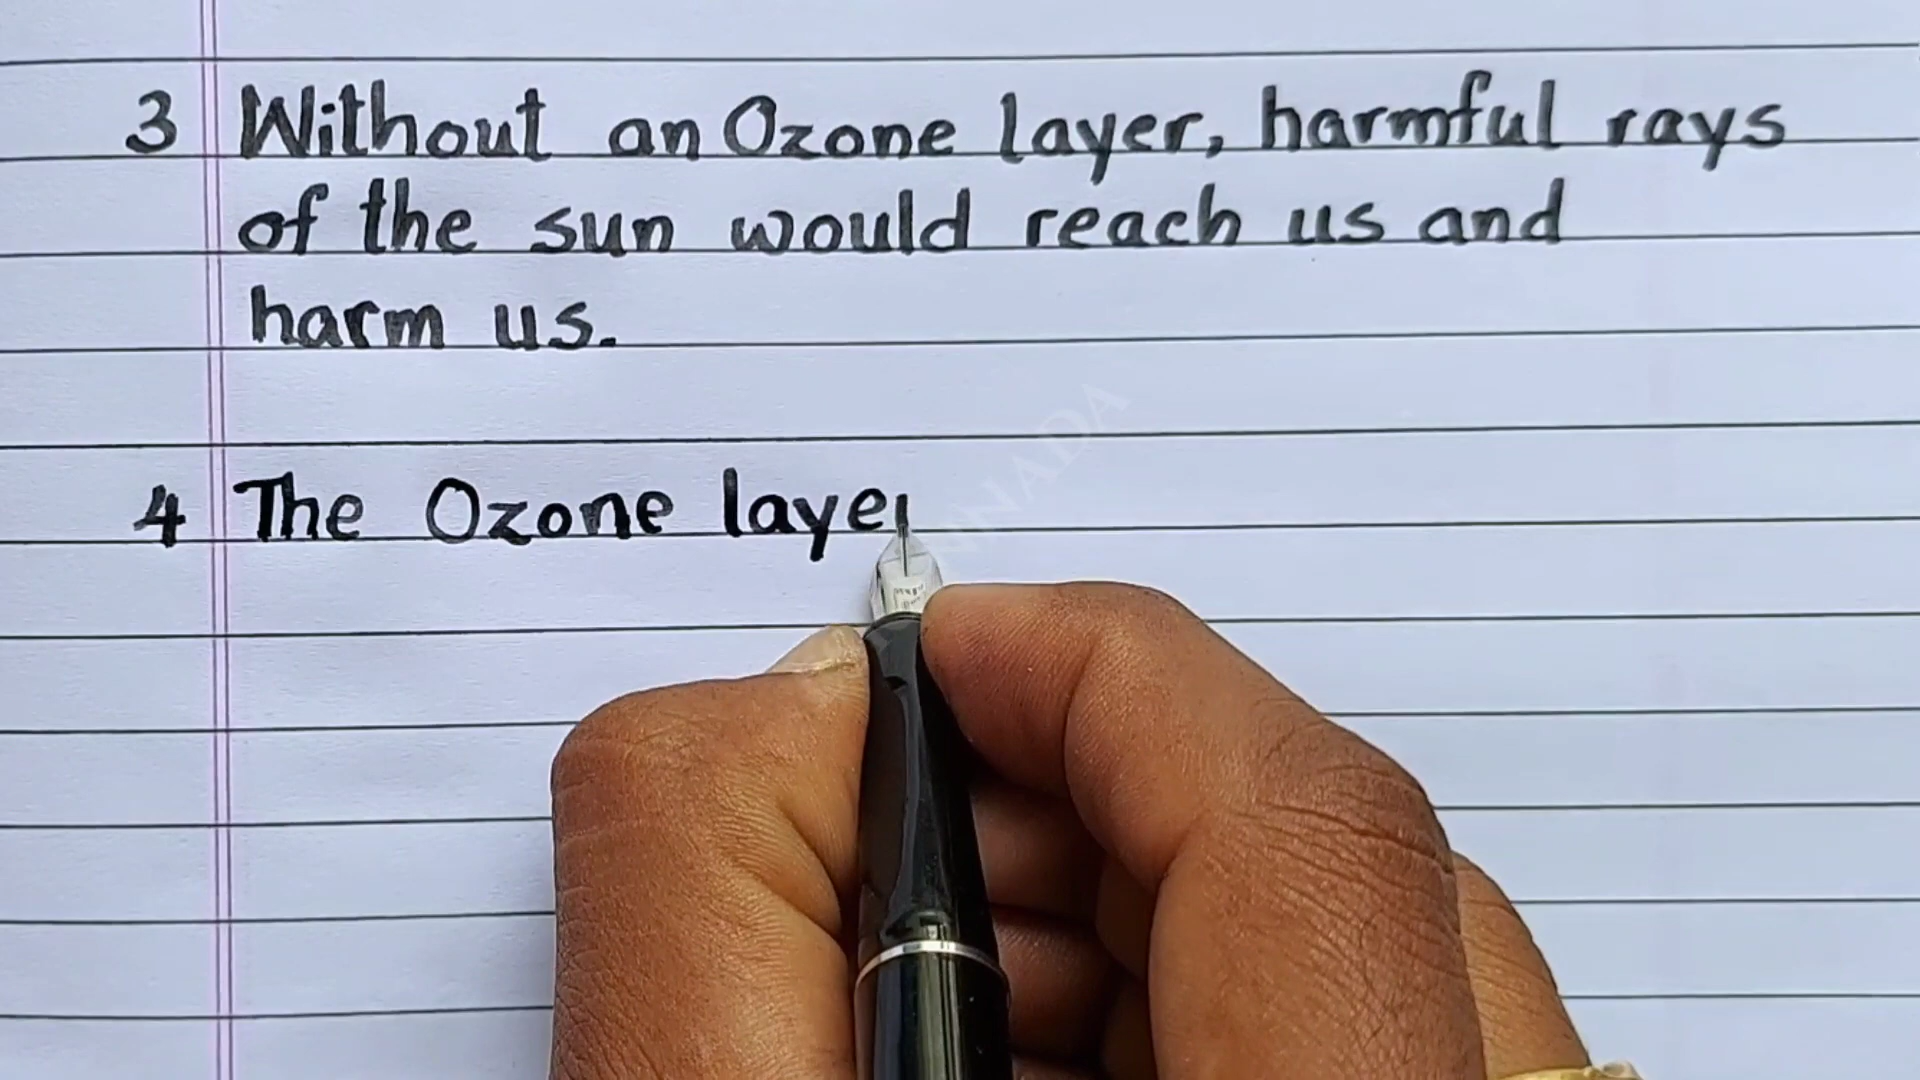 3 Without an Ozone layer, harmful rays
of the sun would reach us and
harm us.
4 The Ozone layer